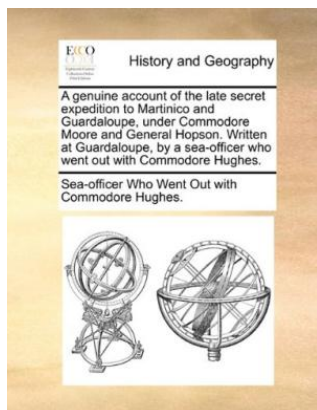 ECCO
History and Geography
A genuine account of the late secret
expedition to Martinico and
Guardaloupe, under Commodore
Moore and General Hopson. Written
at Guardaloupe, by a sea-officer who
went out with Commodore Hughes.
Sea-officer Who Went Out with
Commodore Hughes.